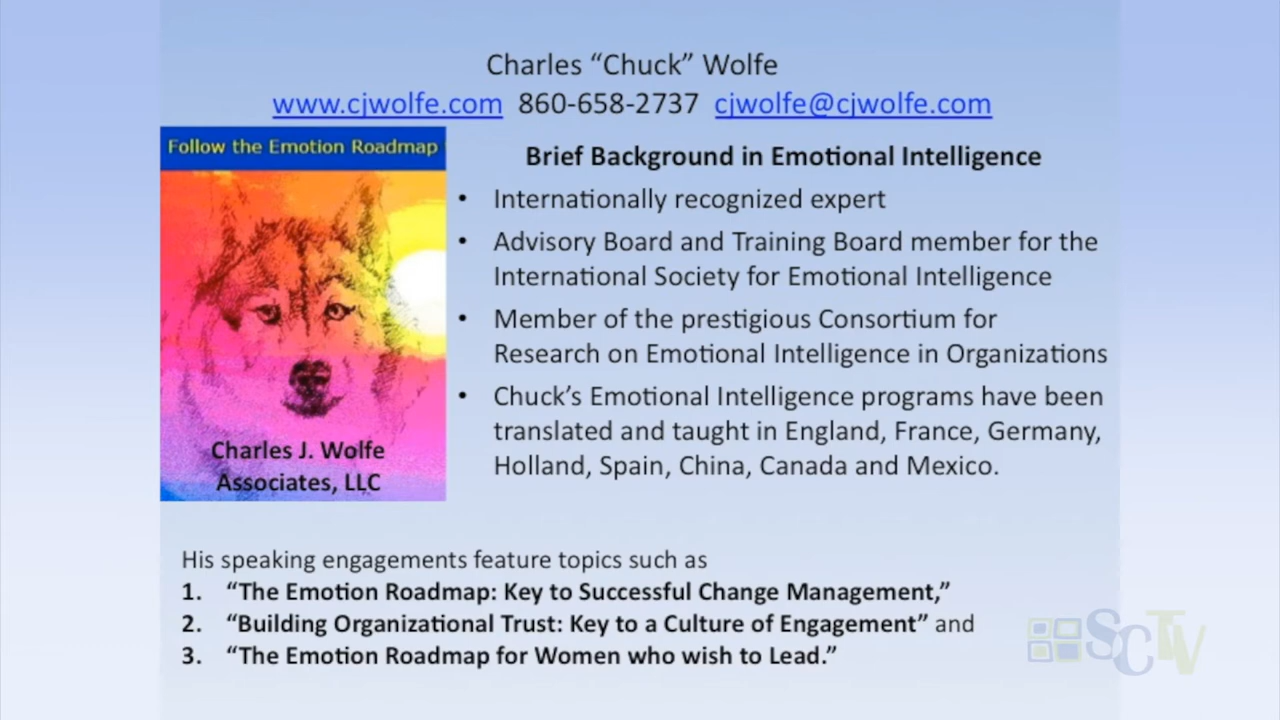 Charles “Chuck” Wolfe
www.cjwolfe.com 860-658-2737 cjwolfe@cjwolfe.com
Follow the Emotion Roadmap
Charles J. Wolfe
Associates, LLC
Brief Background in Emotional Intelligence
• Internationally recognized expert
• Advisory Board and Training Board member for the
International Society for Emotional Intelligence
• Member of the prestigious Consortium for
Research on Emotional Intelligence in Organizations
• Chuck’s Emotional Intelligence programs have been
translated and taught in England, France, Germany,
Holland, Spain, China, Canada and Mexico.
His speaking engagements feature topics such as
1. “The Emotion Roadmap: Key to Successful Change Management,”
2. “Building Organizational Trust: Key to a Culture of Engagement” and
3. “The Emotion Roadmap for Women who wish to Lead.”
SCTV